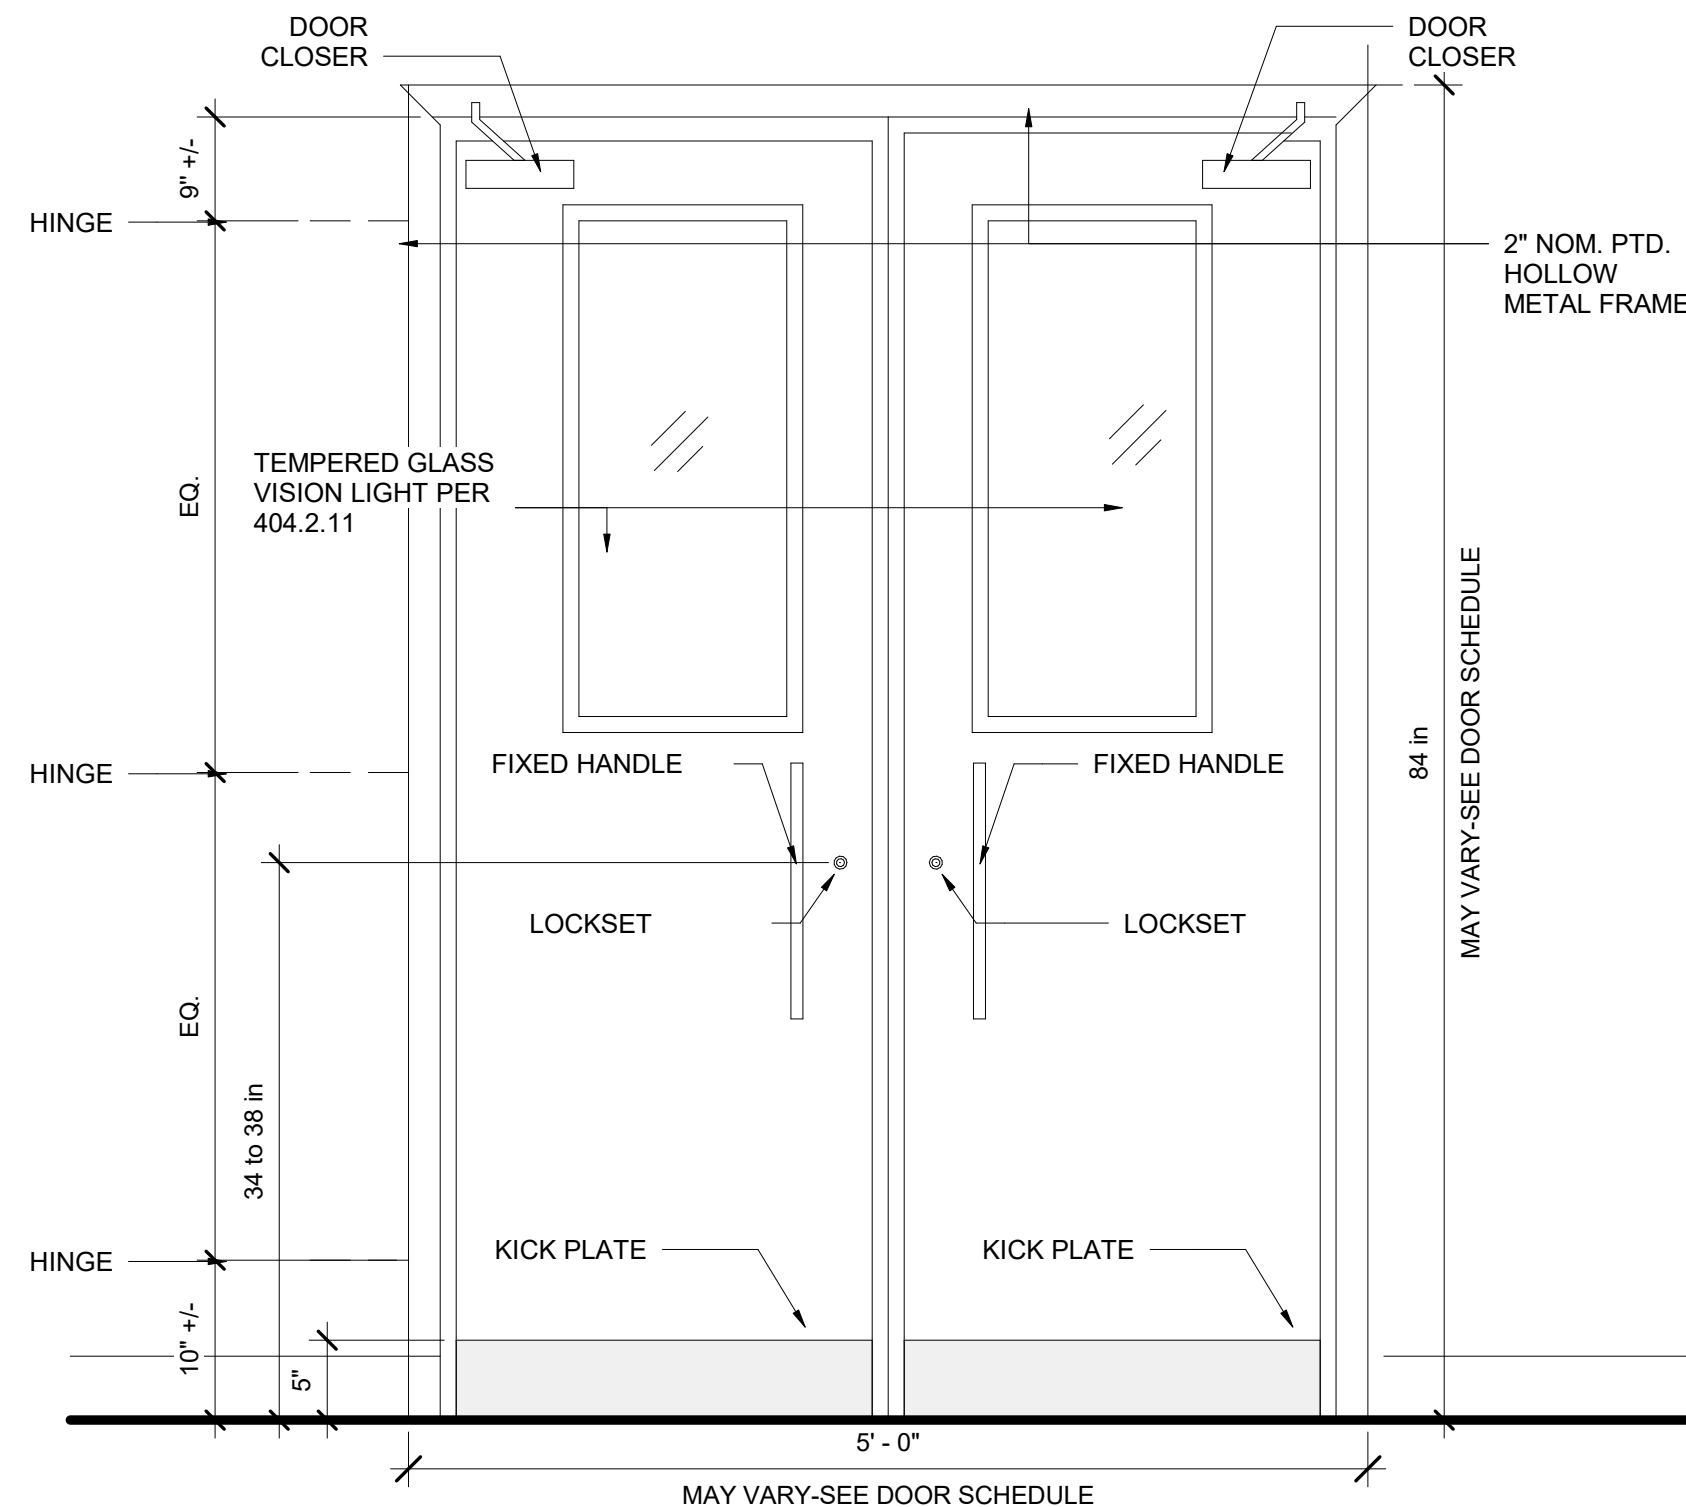 DOOR
CLOSER
DOOR
CLOSER
9" +/-
HINGE
2" NOM. PTD.
HOLLOW
METAL FRAME
TEMPERED GLASS
VISION LIGHT PER
404.2.11
EQ.
MAY VARY-SEE DOOR SCHEDULE
84 in
HINGE
FIXED HANDLE
FIXED HANDLE
LOCKSET
LOCKSET
EQ.
34 to 38 in
HINGE
KICK PLATE
KICK PLATE
10" +/-
5"
5' - 0"
MAY VARY-SEE DOOR SCHEDULE